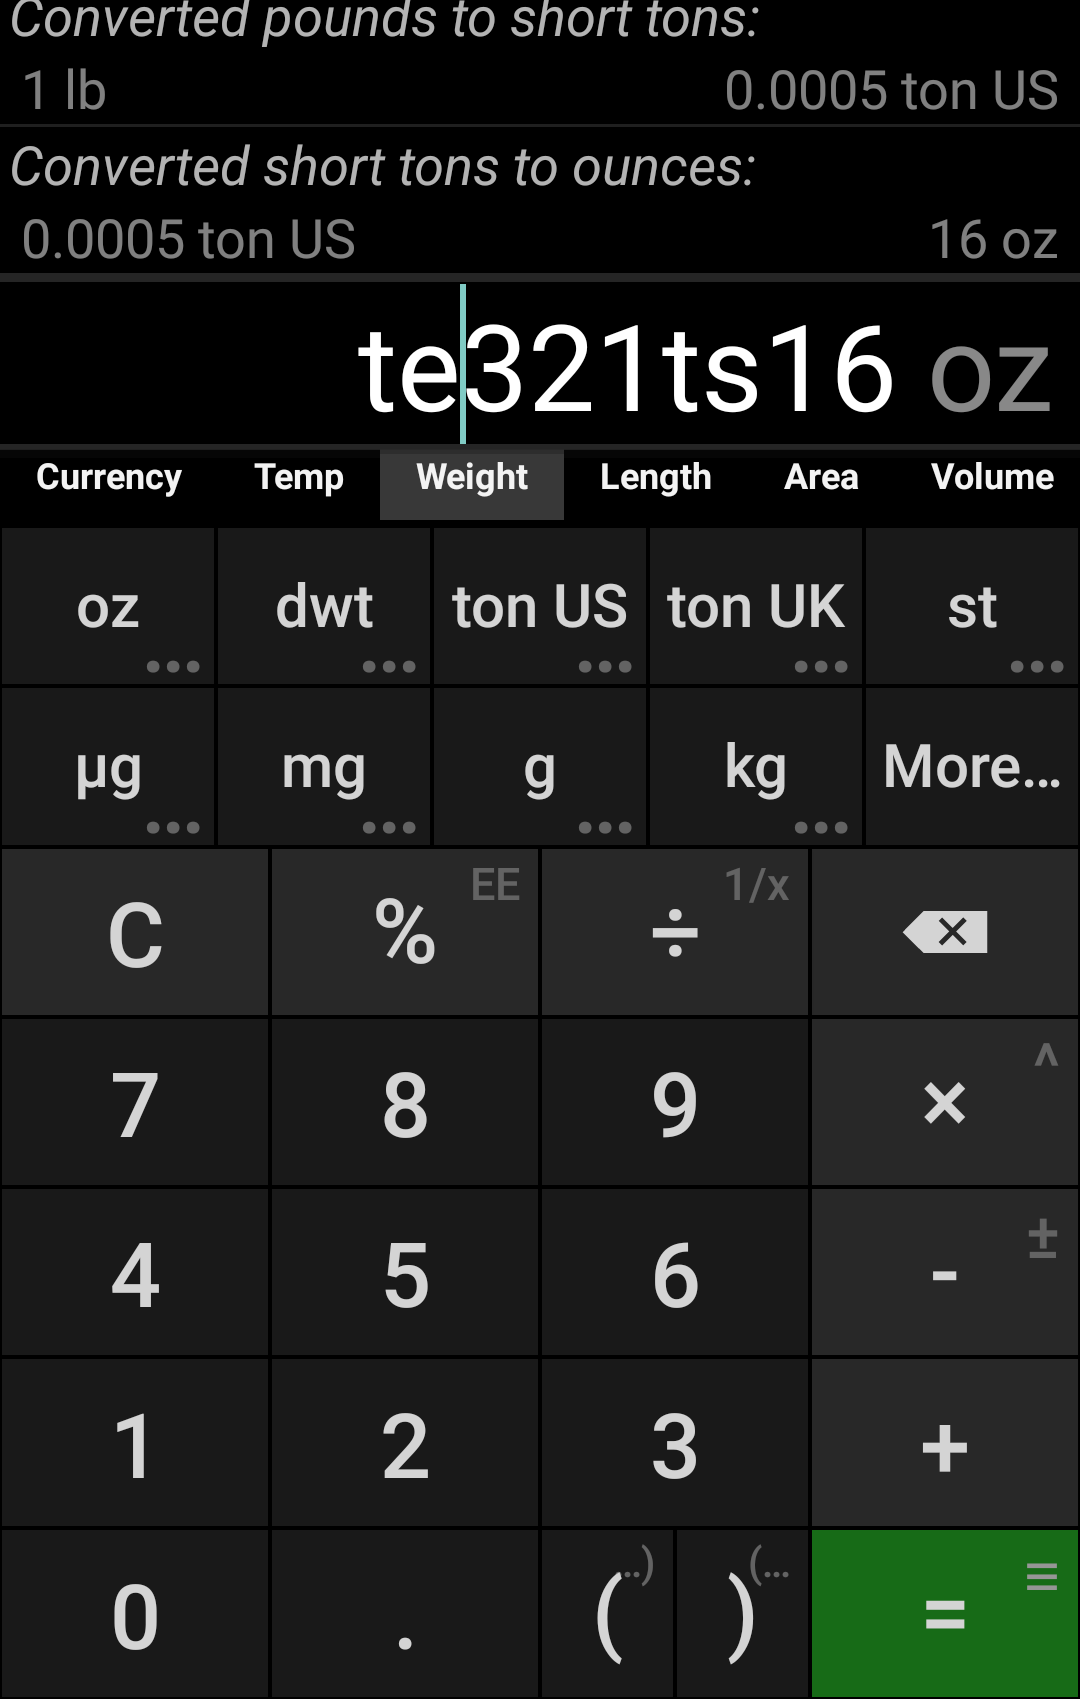 Converted pounds to short tons:
1 lb 0.0005 ton US
Converted short tons to ounces:
0.0005 ton US 16 oz
te321ts16 oz
Currency Temp Weight Length Area Volume
oz dwt ton US ton UK st
µg mg g kg More...
C % EE ÷ 1/x
7 8 9 × ^
4 5 6 - ±
1 2 3 + 
0 . ( ..) ) (... = ≡